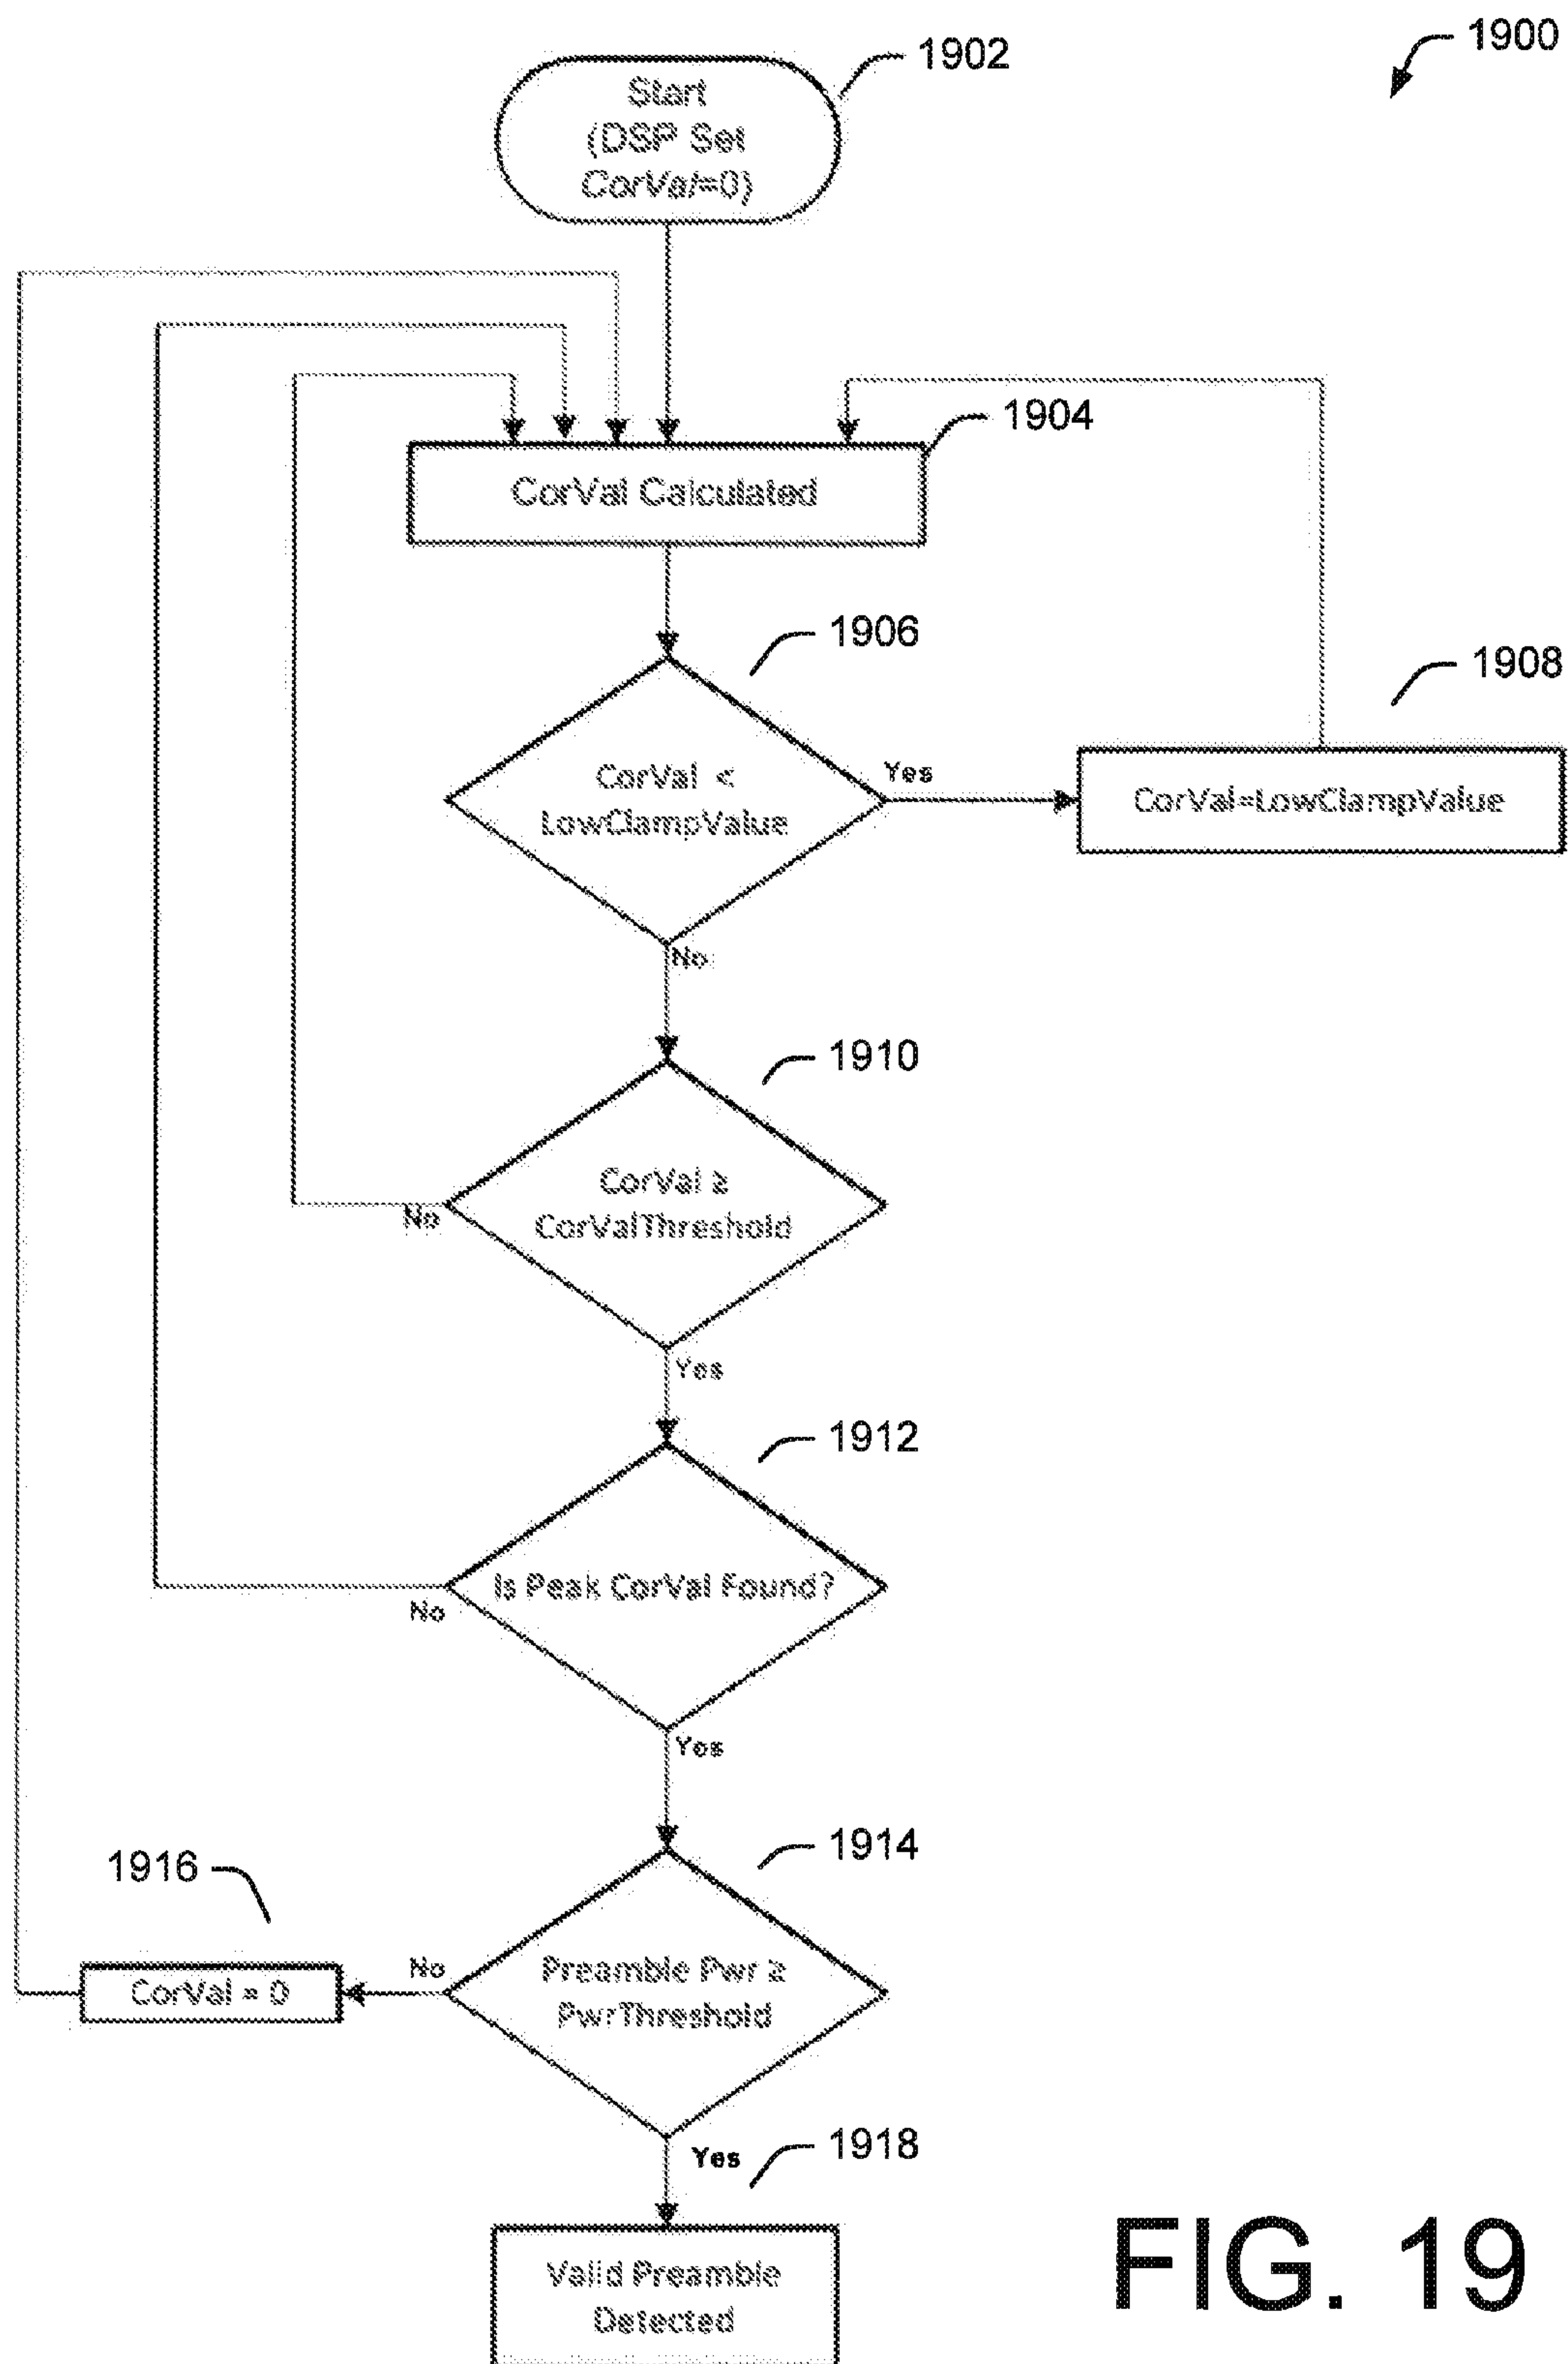 1900
1902
Start
(DSP Set
CorVal=0)
1904
CorVal Calculated
1906
1908
CorVal <
LowClampValue
Yes
CorVal=LowClampValue
No
1910
CorVal ≥
CorValThreshold
No
Yes
1912
Is Peak CorVal Found?
No
Yes
1914
1916
Preamble Pwr ≥
PwrThreshold
No
CorVal = 0
Yes
1918
Valid Preamble
Detected
FIG. 19